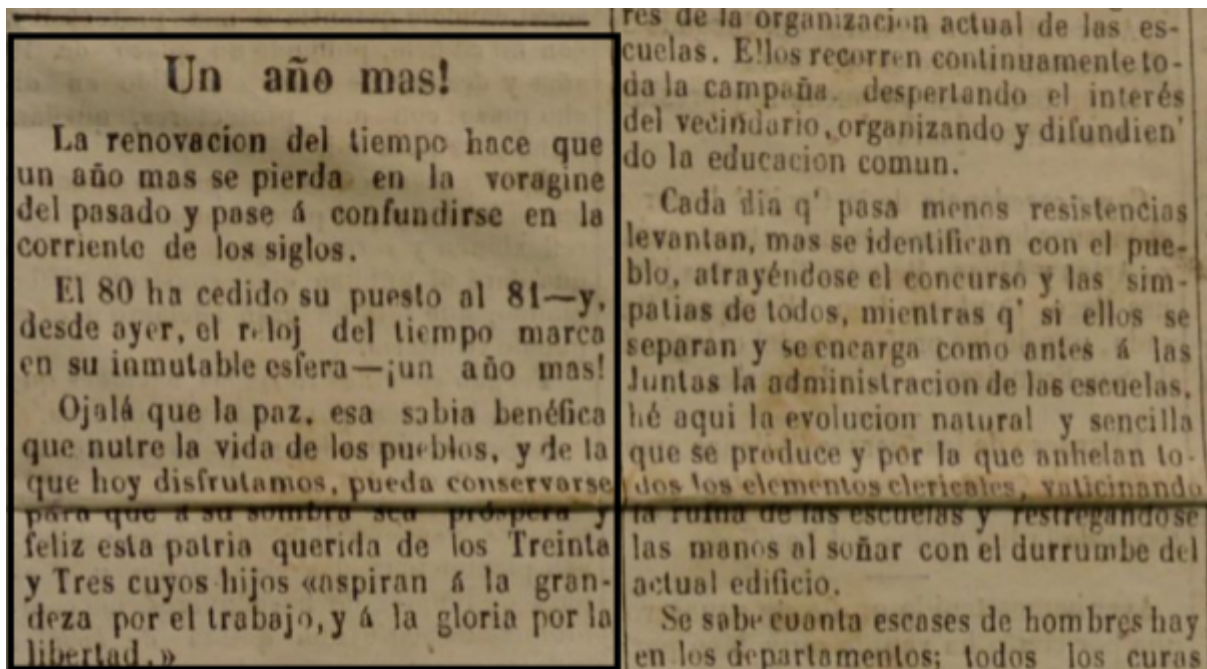 Un año mas!
La renovacion del tiempo hace que
un año mas se pierda en la voragine
del pasado y pase á confundirse en la
corriente de los siglos.
El 80 ha cedido su puesto al 81—y,
desde ayer, el reloj del tiempo marca
en su inmutable esfera—¡un año mas!
Ojalá que la paz, esa sabia benéfica
que nutre la vida de los pueblos, y de la
que hoy disfrutamos, pueda conservarse
para que á su sombra sea próspera y
feliz esta patria querida de los Treinta
y Tres cuyos hijos «aspiran á la gran-
deza por el trabajo, y á la gloria por la
libertad.»
res de la organizacion actual de las es-
cuelas. Ellos recorren continuamente to-
da la campaña, despertando el interés
del vecindario, organizando y difundien'
do la educacion comun.
Cada dia q' pasa menos resistencias
levantan, mas se identifican con el pue-
blo, atrayéndose el concurso y las sim-
patias de todos, mientras q' si ellos se
separan y se encarga como antes á las
Juntas la administracion de las escuelas,
hé aqui la evolucion natural y sencilla
que se produce y por la que anhelan to-
dos los elementos clericales, vaticinando
la ruina de las escuelas y restregandose
las manos al soñar con el durrumbe del
actual edificio.
Se sabe cuanta escases de hombres hay
en los departamentos; todos los curas